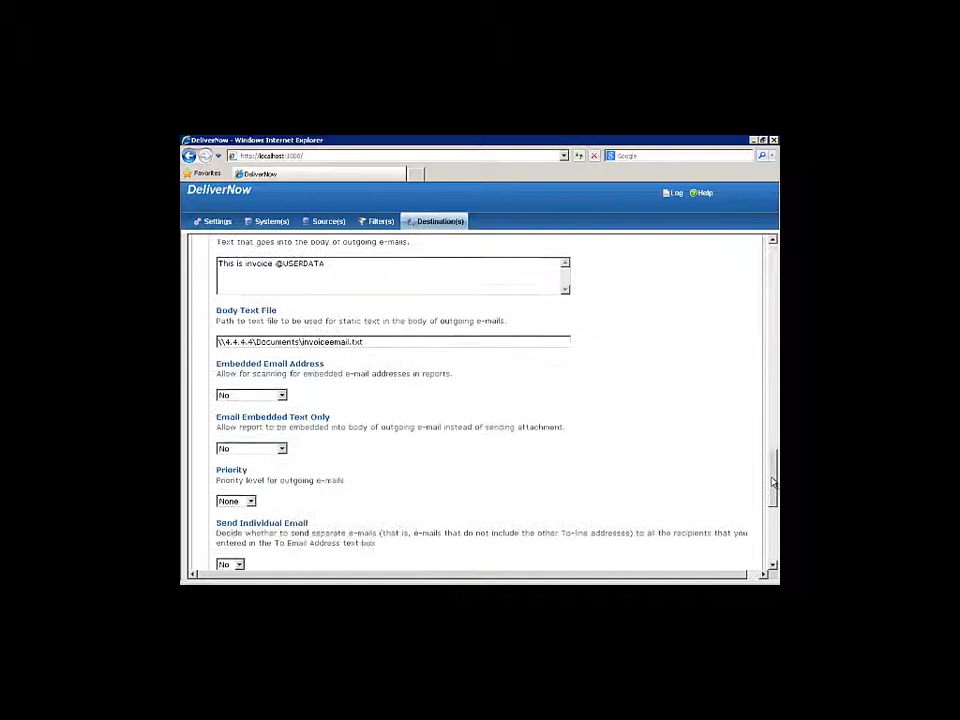 DeliverNow - Windows Internet Explorer
http://localhost:3000/
Google
Favorites
DeliverNow
DeliverNow
Log
Help
Settings
System(s)
Source(s)
Filter(s)
Destination(s)
Text that goes into the body of outgoing e-mails.
This is invoice @USERDATA
Body Text File
Path to text file to be used for static text in the body of outgoing e-mails.
\\4.4.4.4\Documents\invoiceemail.txt
Embedded Email Address
Allow for scanning for embedded e-mail addresses in reports.
No
Email Embedded Text Only
Allow report to be embedded into body of outgoing e-mail instead of sending attachment.
No
Priority
Priority level for outgoing e-mails
None
Send Individual Email
Decide whether to send separate e-mails (that is, e-mails that do not include the other To-line addresses) to all the recipients that you
entered in the To Email Address text box
No